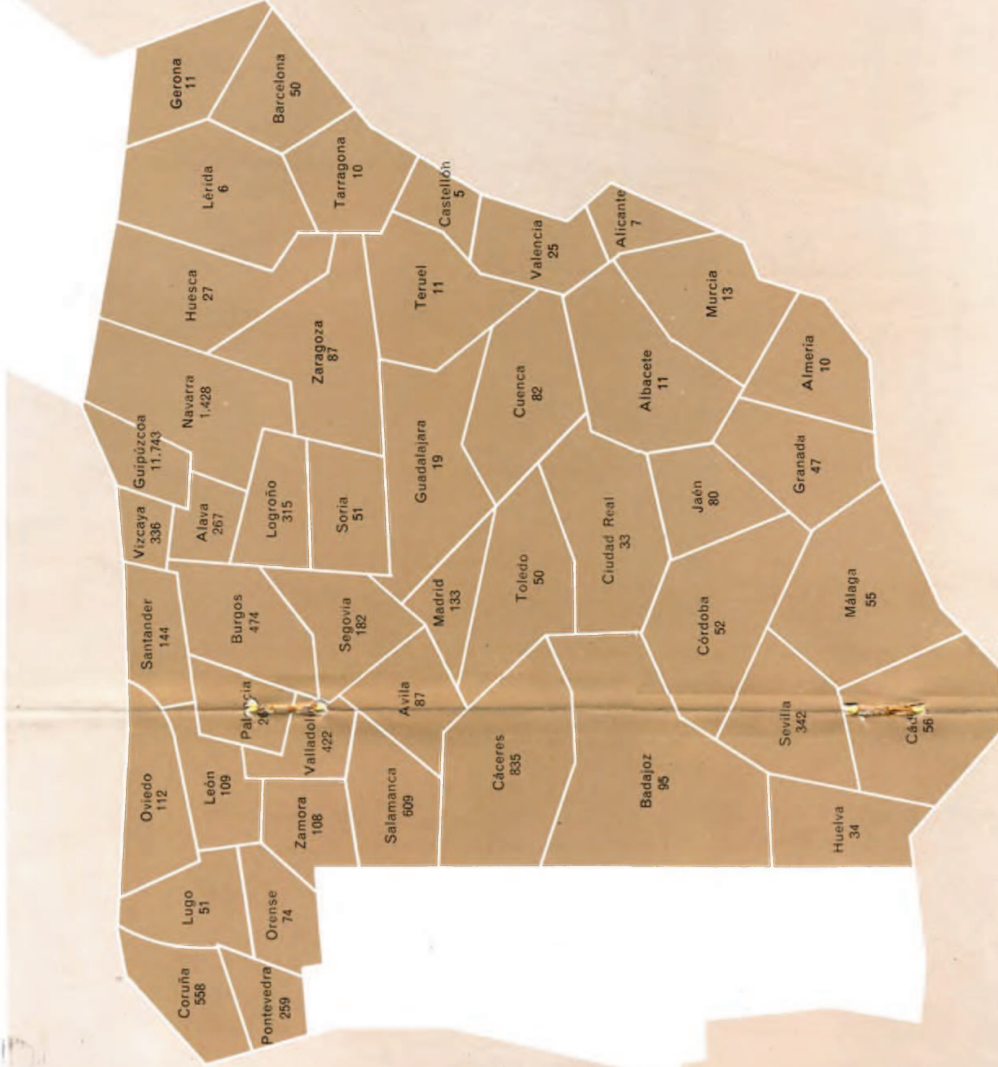 Coruña
558
Lugo
51
Oviedo
112
Santander
144
Vizcaya
336
Guipúzcoa
11.743
Pontevedra
259
Orense
74
León
109
Palencia
Burgos
474
Alava
267
Navarra
1.428
Huesca
27
Lérida
6
Gerona
11
Barcelona
50
Zamora
108
Valladolid
422
Logroño
315
Soria
51
Zaragoza
87
Tarragona
10
Salamanca
609
Avila
87
Segovia
182
Madrid
133
Guadalajara
19
Teruel
11
Castellón
5
Cáceres
835
Toledo
50
Cuenca
82
Valencia
25
Badajoz
95
Ciudad Real
33
Albacete
11
Alicante
7
Murcia
13
Huelva
34
Sevilla
342
Córdoba
52
Jaén
80
Granada
47
Almería
10
Cádiz
56
Málaga
55